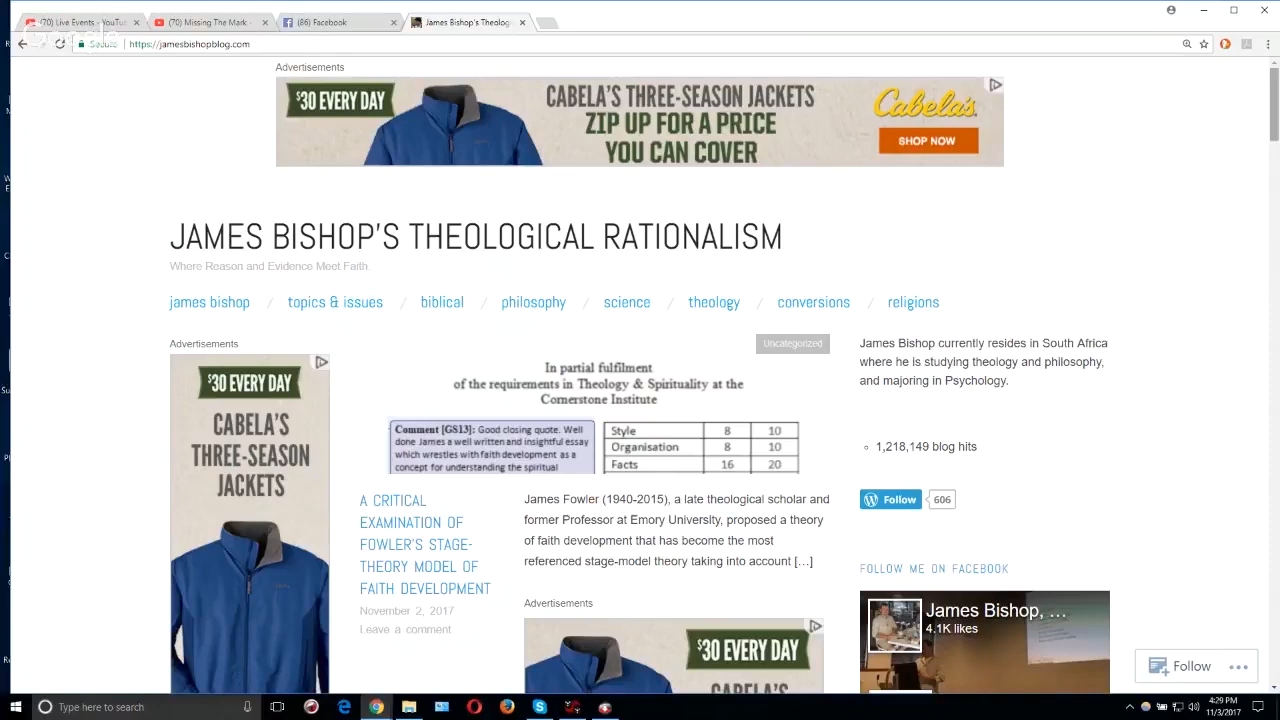 (70) Live Events - YouTu
(70) Missing The Mark -
(86) Facebook
James Bishop's Theolog
Secure
https://jamesbishopblog.com
Advertisements
$30 EVERY DAY
CABELA'S THREE-SEASON JACKETS
ZIP UP FOR A PRICE
YOU CAN COVER
Cabela's
SHOP NOW
JAMES BISHOP'S THEOLOGICAL RATIONALISM
Where Reason and Evidence Meet Faith.
james bishop / topics & issues / biblical / philosophy / science / theology / conversions / religions
Advertisements
$30 EVERY DAY
CABELA'S
THREE-SEASON
JACKETS
Uncategorized
In partial fulfilment
of the requirements in Theology & Spirituality at the
Cornerstone Institute
Comment [GS13]: Good closing quote. Well
done James a well written and insightful essay
which wrestles with faith development as a
concept for understanding the spiritual
Style 8 10
Organisation 8 10
Facts 16 20
A CRITICAL
EXAMINATION OF
FOWLER'S STAGE-
THEORY MODEL OF
FAITH DEVELOPMENT
November 2, 2017
Leave a comment
James Fowler (1940-2015), a late theological scholar and
former Professor at Emory University, proposed a theory
of faith development that has become the most
referenced stage-model theory taking into account […]
Advertisements
$30 EVERY DAY
James Bishop currently resides in South Africa
where he is studying theology and philosophy,
and majoring in Psychology.
1,218,149 blog hits
Follow 606
FOLLOW ME ON FACEBOOK
James Bishop, ...
4.1K likes
Follow
Type here to search
4:29 PM
11/3/2017